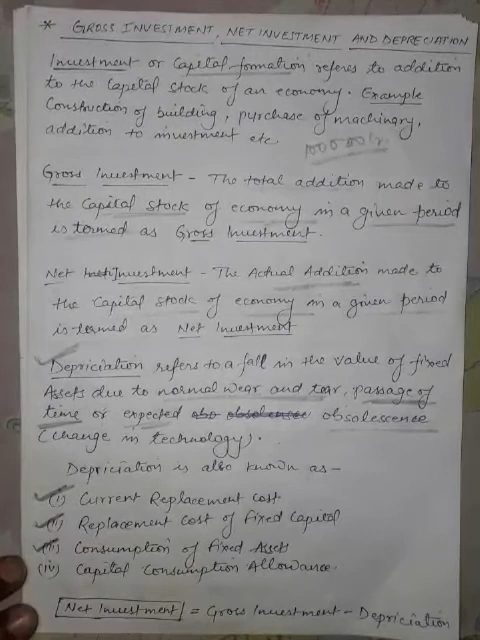 * GROSS INVESTMENT, NET INVESTMENT AND DEPRECIATION
Investment or Capital formation referes to addition
to the Capital stock of an economy. Example
Construction of building, purchase of machinary,
addition to investment etc.
Gross Investment - The total addition made to
the Capital stock of economy in a given period
is termed as Gross Investment.
Net Investment - The Actual Addition made to
the Capital stock of economy in a given period
is termed as Net Investment
Depriciation refers to a fall in the value of fixed
Assets due to normal wear and tear, passage of
time or expected obsalescence
(change in technology).
Depriciation is also known as-
(i) Current Replacement Cost
(ii) Replacement Cost of Fixed Capital
(iii) Consumption of Fixed Assets
(iv) Capital Consumption Allowance.
Net Investment = Gross Investment - Depriciation